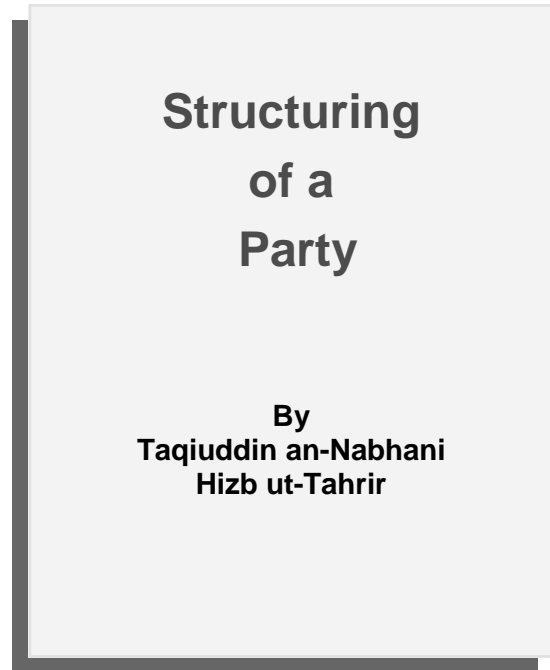 Structuring
of a
Party
By
Taqiuddin an-Nabhani
Hizb ut-Tahrir